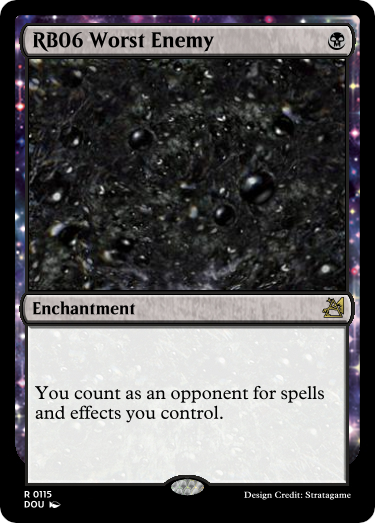 RB06 Worst Enemy
Enchantment
You count as an opponent for spells
and effects you control.
R 0115
DOU
Design Credit: Stratagame